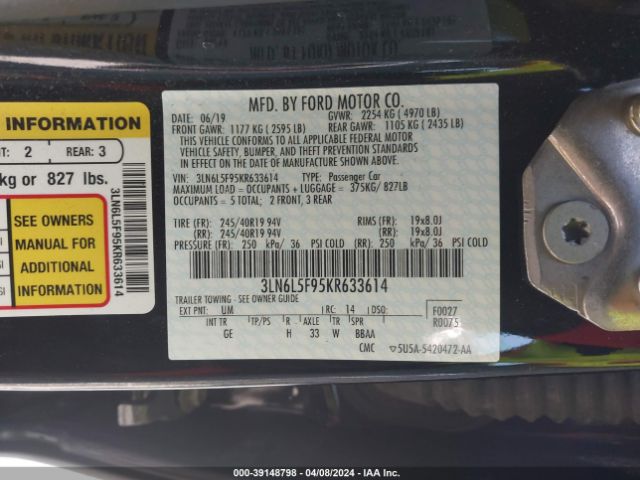 INFORMATION
2
REAR: 3
kg or 827 lbs.
SEE OWNERS
MANUAL FOR
ADDITIONAL
INFORMATION
3LN6L5F95KR633614
MFD. BY FORD MOTOR CO.
DATE: 06/19
GVWR: 2254 KG ( 4970 LB)
FRONT GAWR: 1177 KG ( 2595 LB)
REAR GAWR: 1105 KG ( 2435 LB)
THIS VEHICLE CONFORMS TO ALL APPLICABLE FEDERAL MOTOR
VEHICLE SAFETY, BUMPER, AND THEFT PREVENTION STANDARDS
IN EFFECT ON THE DATE OF MANUFACTURE SHOWN ABOVE.
VIN: 3LN6L5F95KR633614
TYPE: Passenger Car
MAXIMUM LOAD = OCCUPANTS + LUGGAGE = 375KG/ 827LB
OCCUPANTS = 5 TOTAL; 2 FRONT, 3 REAR
TIRE (FR): 245/40R19 94V RIMS (FR): 19x8.0J
(RR): 245/40R19 94V (RR): 19x8.0J
PRESSURE (FR): 250 kPa/ 36 PSI COLD (RR): 250 kPa/ 36 PSI COLD
3LN6L5F95KR633614
TRAILER TOWING - SEE OWNER GUIDE
EXT PNT: UM RC: 14 DSO: F0027
R0075
INT TR TP/PS R AXLE TR SPR
GE H 33 W BBAA
CMC 5U5A-5420472-AA
000-39148798 - 04/08/2024 - IAAI.COM